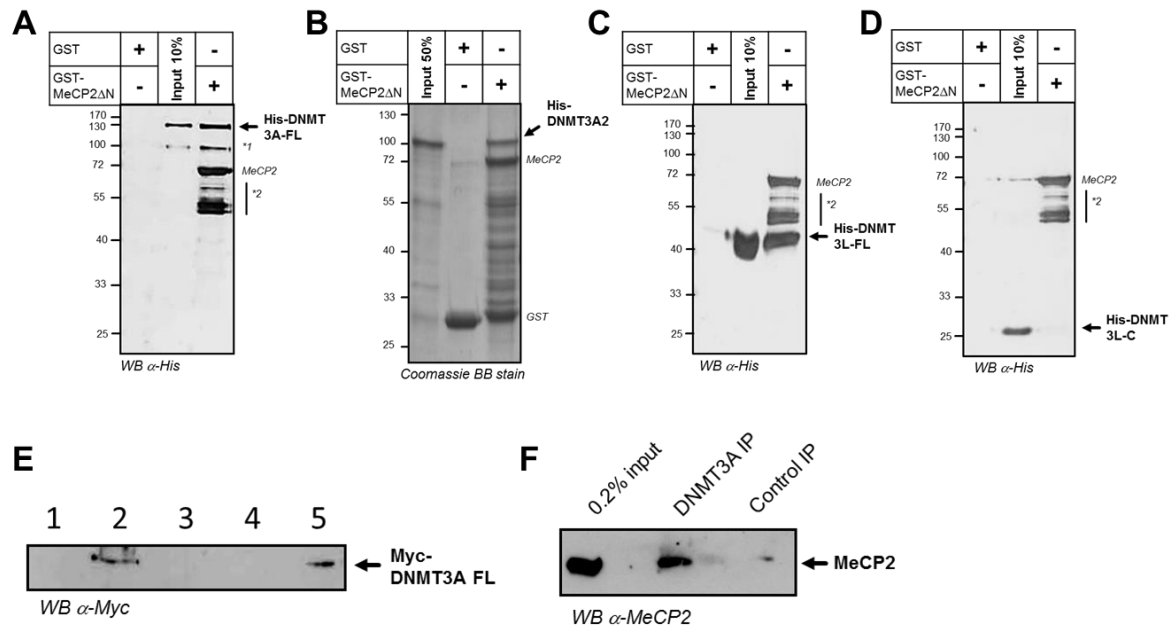 A
GST + Input 10% -
GST-
MeCP2ΔN - +
170
130
100
72
55
40
33
25
His-DNMT
3A-FL
*1
MeCP2
*2
WB α-His
B
GST Input 50% + -
GST-
MeCP2ΔN - +
130
100
72
55
40
33
25
His-
DNMT3A2
MeCP2
GST
Coomassie BB stain
C
GST + Input 10% -
GST-
MeCP2ΔN - +
170
130
100
72
55
40
33
25
MeCP2
*2
His-DNMT
3L-FL
WB α-His
D
GST + Input 10% -
GST-
MeCP2ΔN - +
170
130
100
72
55
40
33
25
MeCP2
*2
His-DNMT
3L-C
WB α-His
E
1 2 3 4 5
Myc-
DNMT3A FL
WB α-Myc
F
0.2% input
DNMT3A IP
Control IP
MeCP2
WB α-MeCP2